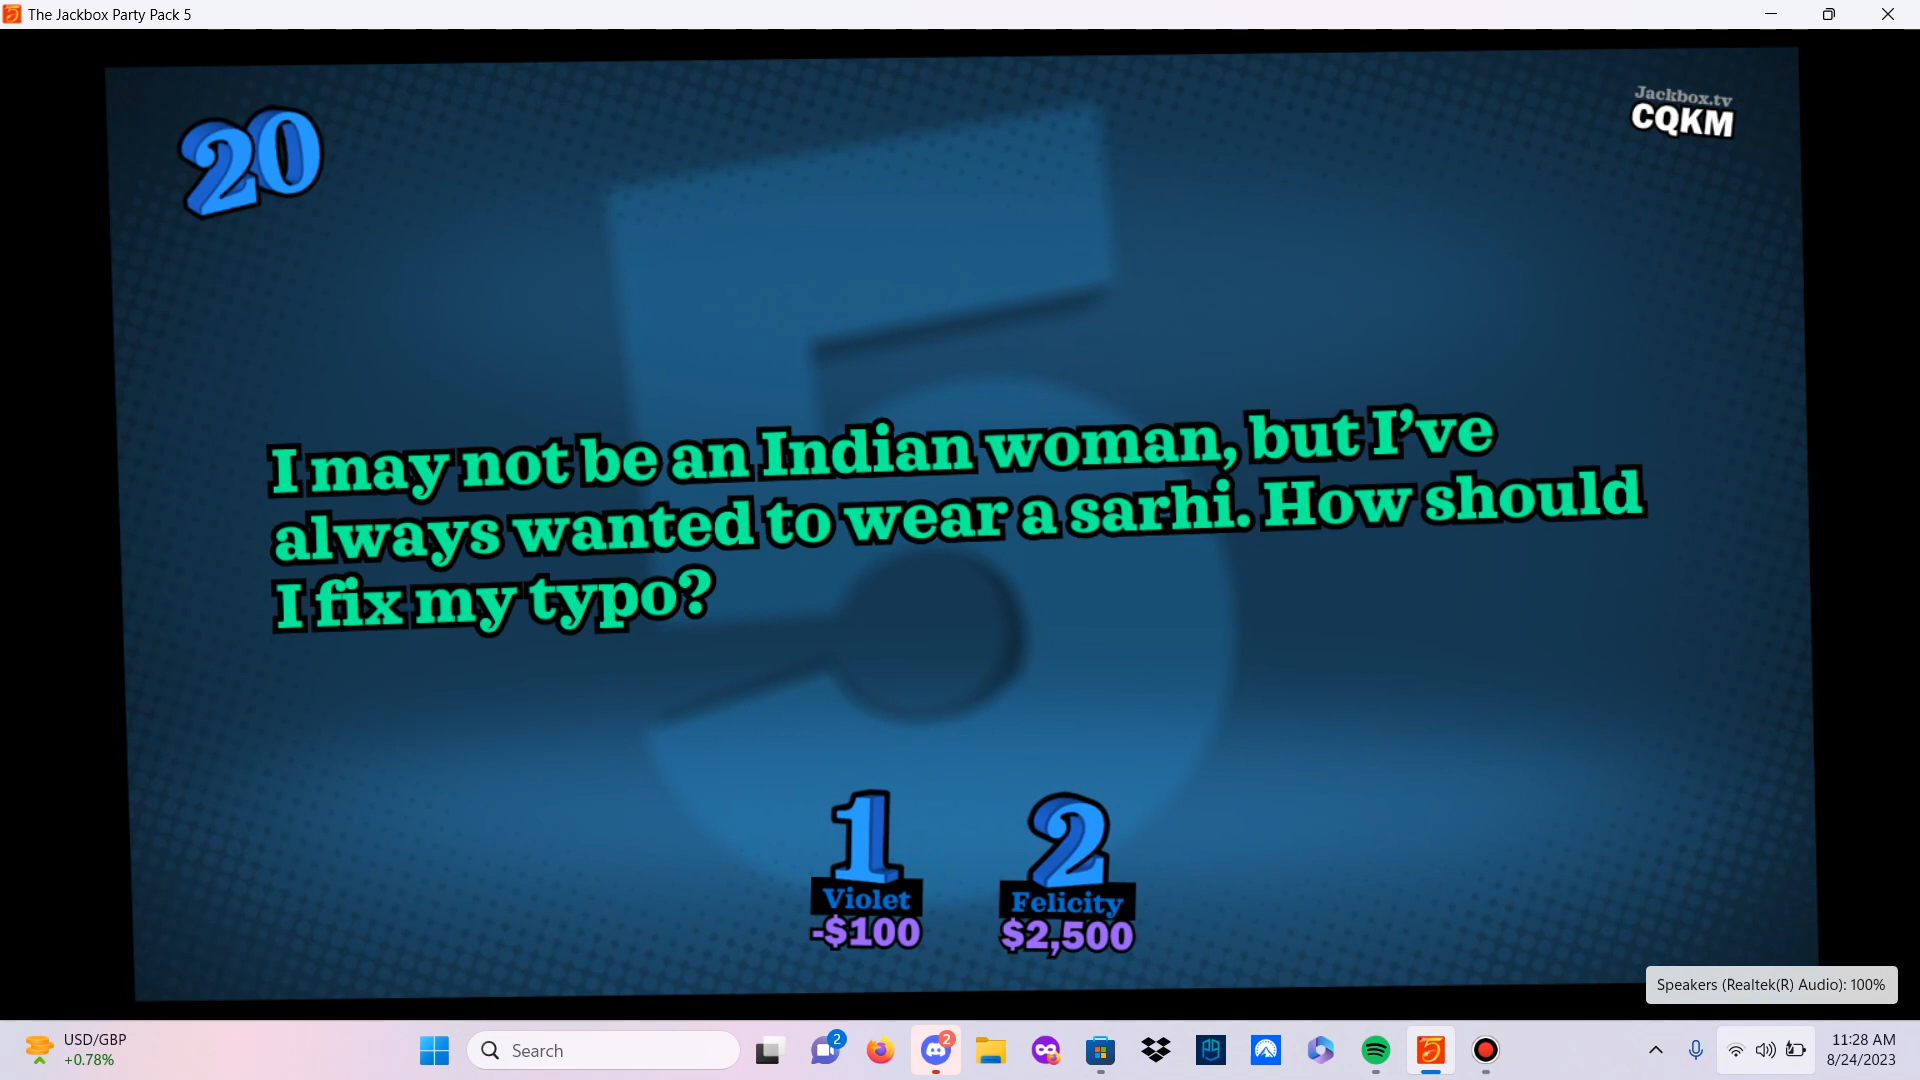 The Jackbox Party Pack 5
20
Jackbox.tv
CQKM
I may not be an Indian woman, but I've
always wanted to wear a sarhi. How should
I fix my typo?
1
Violet
-$100
2
Felicity
$2,500
Speakers (Realtek(R) Audio): 100%
USD/GBP
+0.78%
Search
2
2
11:28 AM
8/24/2023